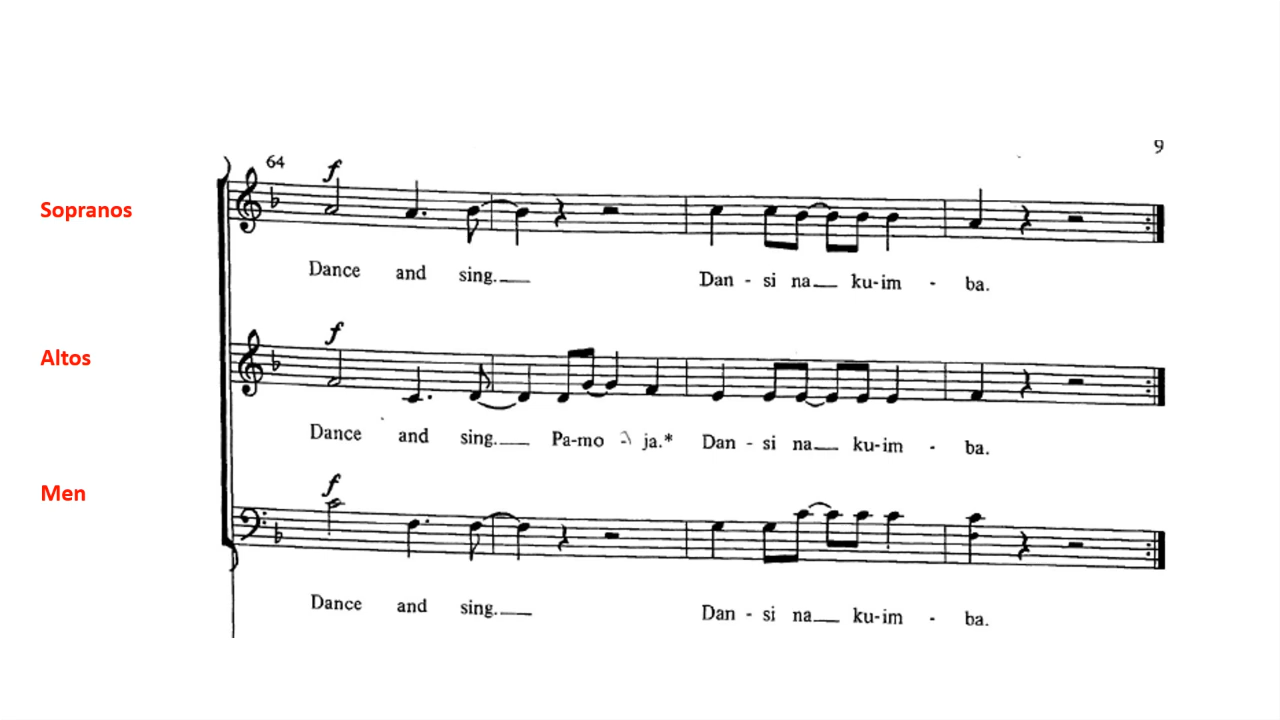 9
64
f
Sopranos
Dance and sing. Dan - si na ku-im - ba.
f
Altos
Dance and sing. Pa-mo - ja.* Dan - si na ku-im - ba.
f
Men
Dance and sing. Dan - si na ku-im - ba.